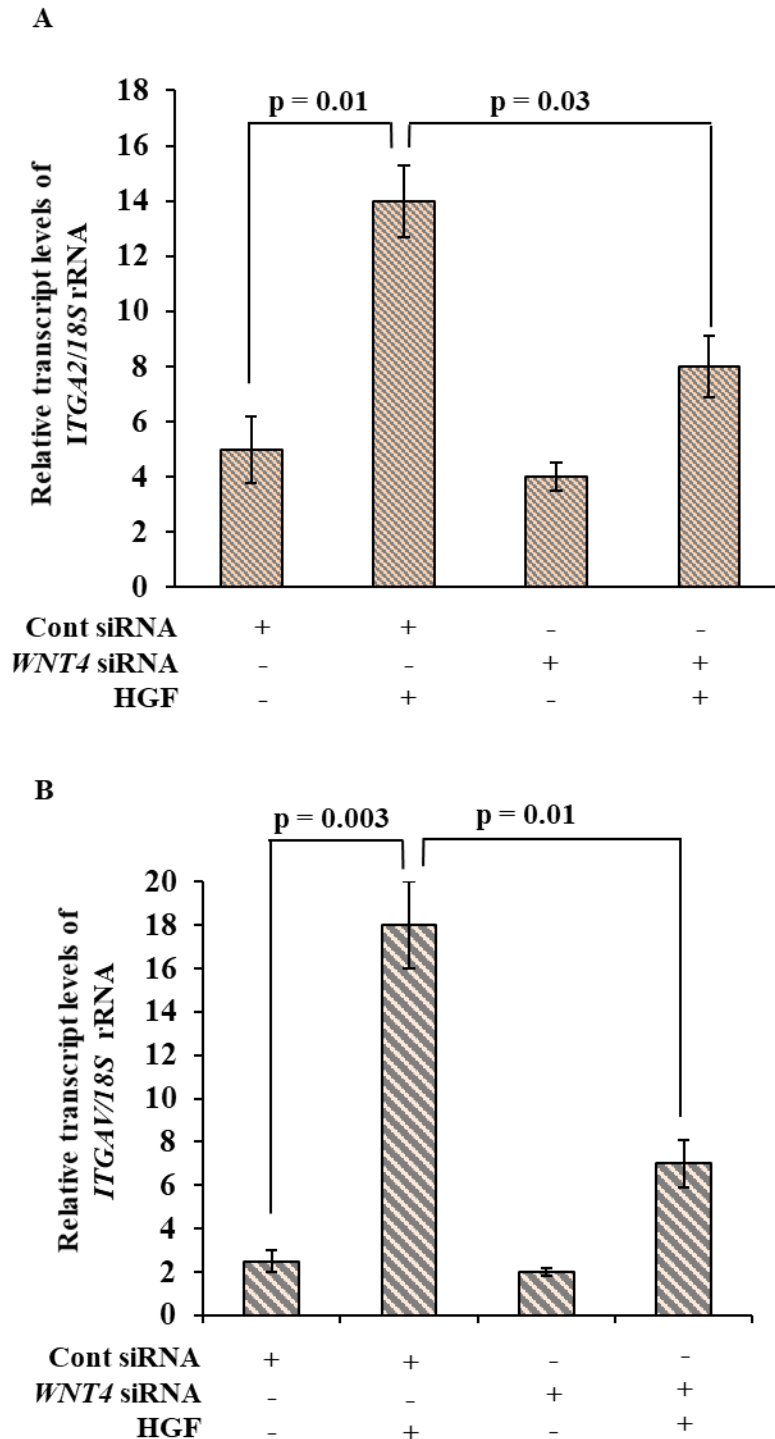 A
p = 0.01 p = 0.03
18
16
14
12
10
8
6
4
2
0
Relative transcript levels of
ITGA2/18S rRNA
Cont siRNA + + - -
WNT4 siRNA - - + +
HGF - + - +
B
p = 0.003 p = 0.01
20
18
16
14
12
10
8
6
4
2
0
Relative transcript levels of
ITGAV/18S rRNA
Cont siRNA + + - -
WNT4 siRNA - - + +
HGF - + - +